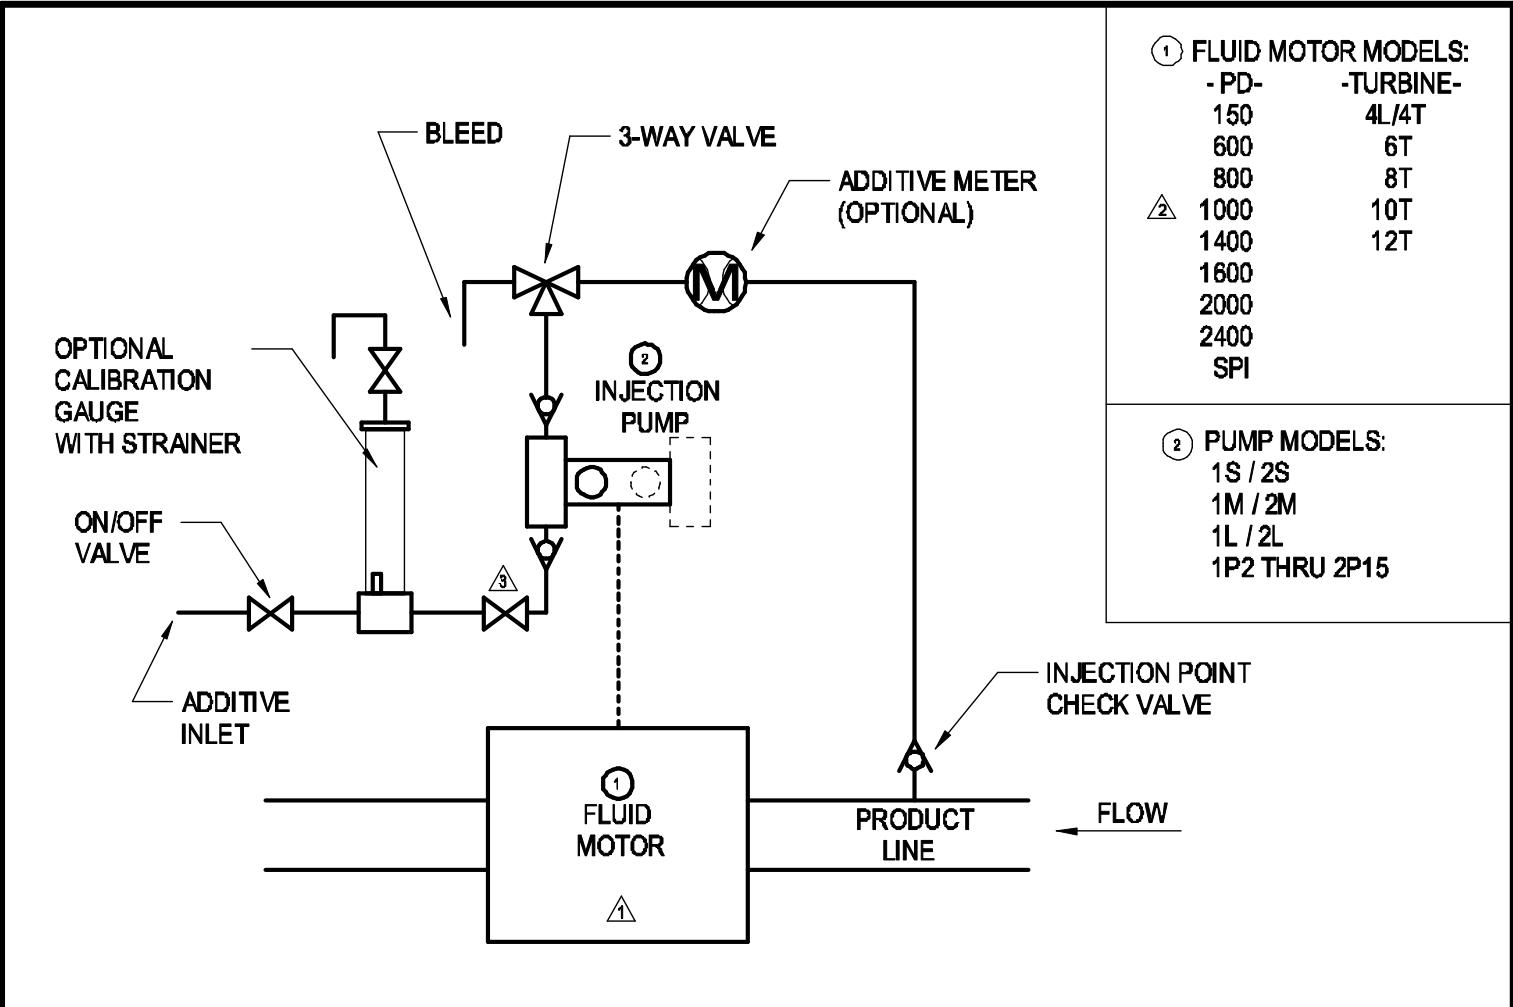 BLEED
3-WAY VALVE
ADDITIVE METER
(OPTIONAL)
M
OPTIONAL
CALIBRATION
GAUGE
WITH STRAINER
2
INJECTION
PUMP
ON/OFF
VALVE
3
ADDITIVE
INLET
INJECTION POINT
CHECK VALVE
1
FLUID
MOTOR
1
PRODUCT
LINE
FLOW
1 FLUID MOTOR MODELS:
- PD- -TURBINE-
150 4L/4T
600 6T
800 8T
2 1000 10T
1400 12T
1600
2000
2400
SPI
2 PUMP MODELS:
1S / 2S
1M / 2M
1L / 2L
1P2 THRU 2P15